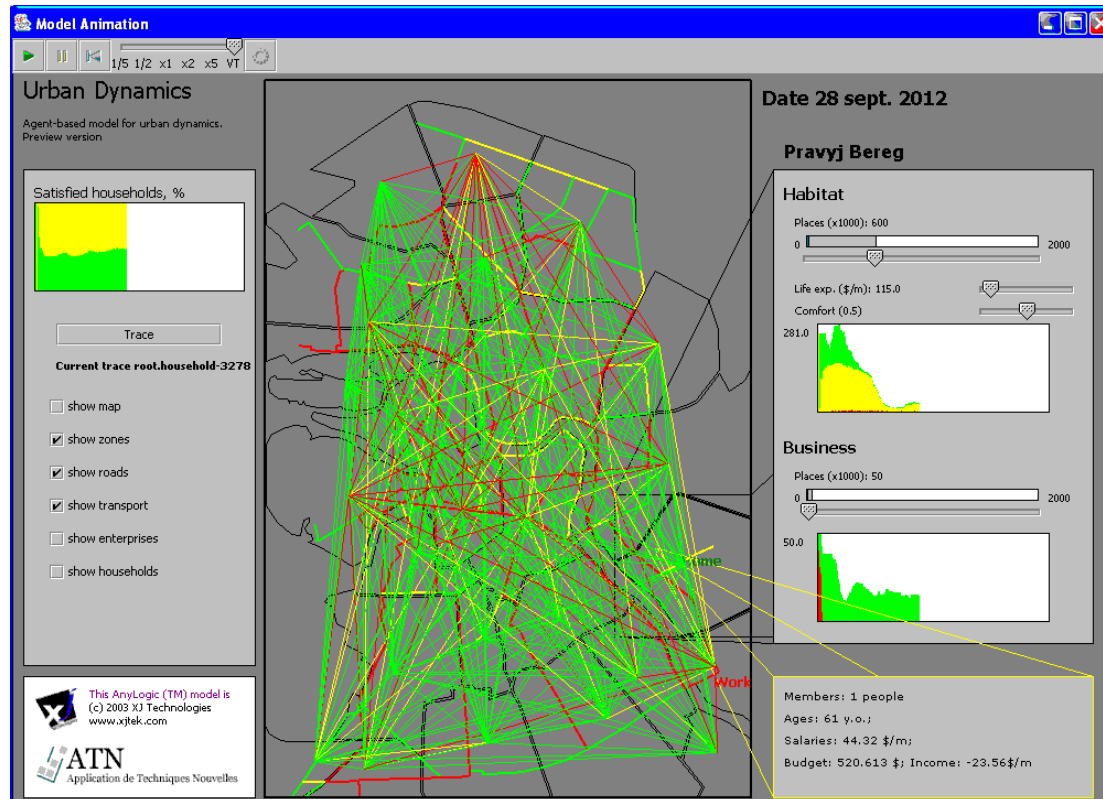 Model Animation
1/5 1/2 x1 x2 x5 VT
Urban Dynamics
Agent-based model for urban dynamics.
Preview version
Satisfied households, %
Trace
Current trace root.household-3278
show map
show zones
show roads
show transport
show enterprises
show households
This AnyLogic (TM) model is
(c) 2003 XJ Technologies
www.xjtek.com
ATN
Application de Techniques Nouvelles
Work
Date 28 sept. 2012
Pravyj Bereg
Habitat
Places (x1000): 600
0 2000
Life exp. ($/m): 115.0
Comfort (0.5)
281.0
Business
Places (x1000): 50
0 2000
50.0
Members: 1 people
Ages: 61 y.o.;
Salaries: 44.32 $/m;
Budget: 520.613 $; Income: -23.56$/m